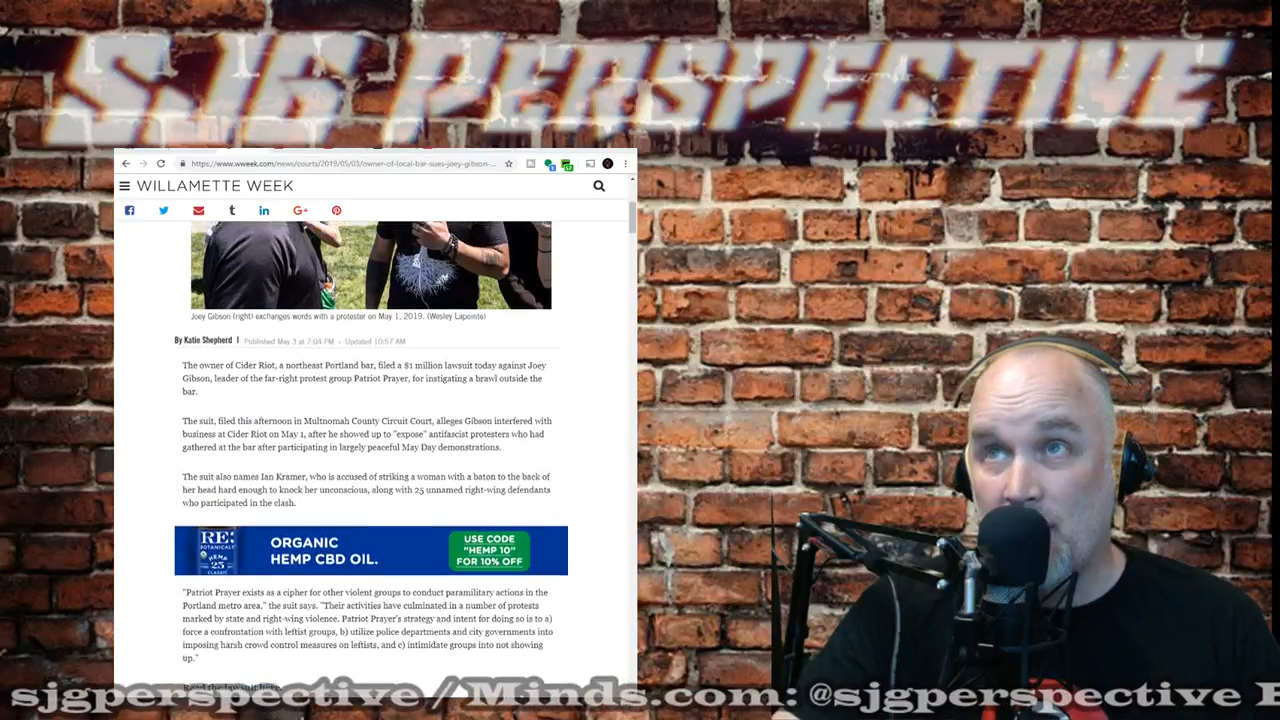 SJG PERSPECTIVE
https://www.wweek.com/news/courts/2019/05/03/owner-of-local-bar-sues-joey-gibson-...
WILLAMETTE WEEK
Joey Gibson (right) exchanges words with a protester on May 1, 2019. (Wesley Lapointe)
By Katie Shepherd | Published May 3 at 7:04 PM - Updated 10:57 AM
The owner of Cider Riot, a northeast Portland bar, filed a $1 million lawsuit today against Joey
Gibson, leader of the far-right protest group Patriot Prayer, for instigating a brawl outside the
bar.
The suit, filed this afternoon in Multnomah County Circuit Court, alleges Gibson interfered with
business at Cider Riot on May 1, after he showed up to "expose" antifascist protesters who had
gathered at the bar after participating in largely peaceful May Day demonstrations.
The suit also names Ian Kramer, who is accused of striking a woman with a baton to the back of
her head hard enough to knock her unconscious, along with 25 unnamed right-wing defendants
who participated in the clash.
RE:
BOTANICALS
HEMP
25
CLASSIC
ORGANIC
HEMP CBD OIL.
USE CODE
"HEMP 10"
FOR 10% OFF
"Patriot Prayer exists as a cipher for other violent groups to conduct paramilitary actions in the
Portland metro area," the suit says. "Their activities have culminated in a number of protests
marked by state and right-wing violence. Patriot Prayer's strategy and intent for doing so is to a)
force a confrontation with leftist groups, b) utilize police departments and city governments into
imposing harsh crowd control measures on leftists, and c) intimidate groups into not showing
up."
Read the lawsuit here.
sjgperspective / Minds.com: @sjgperspective